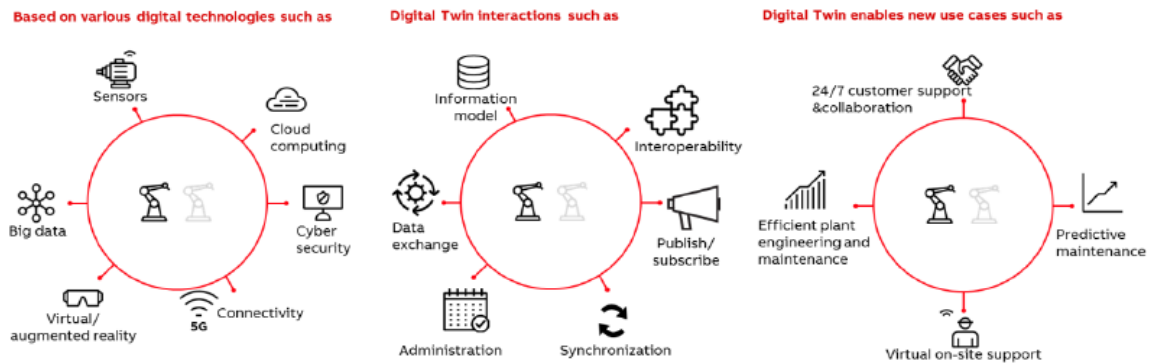 Based on various digital technologies such as
Sensors
Cloud
computing
Big data
Cyber
security
Virtual/
augmented reality
5G
Connectivity
Digital Twin interactions such as
Information
model
Interoperability
Data
exchange
Publish/
subscribe
Administration
Synchronization
Digital Twin enables new use cases such as
24/7 customer support
&collaboration
Efficient plant
engineering and
maintenance
Predictive
maintenance
Virtual on-site support